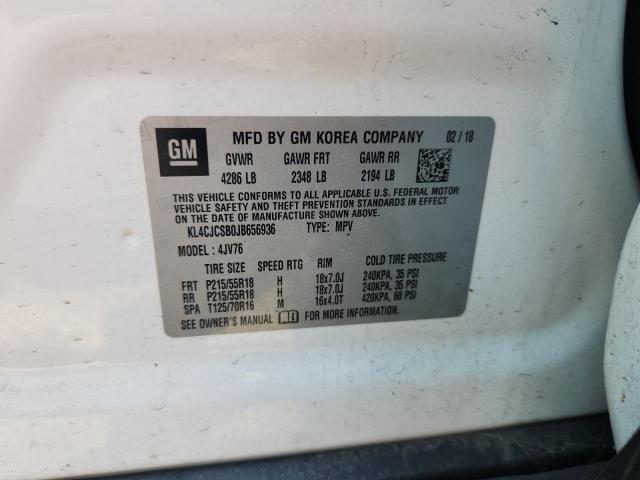 GM MFD BY GM KOREA COMPANY 02/18
GVWR GAWR FRT GAWR RR
4286 LB 2348 LB 2194 LB
THIS VEHICLE CONFORMS TO ALL APPLICABLE U.S. FEDERAL MOTOR
VEHICLE SAFETY AND THEFT PREVENTION STANDARDS IN EFFECT ON
THE DATE OF MANUFACTURE SHOWN ABOVE.
KL4CJCSB0JB656936 TYPE: MPV
MODEL: 4JV76
TIRE SIZE SPEED RTG RIM COLD TIRE PRESSURE
FRT P215/55R18 H 18x7.0J 240KPA, 35 PSI
RR P215/55R18 H 18x7.0J 240KPA, 35 PSI
SPA T125/70R16 M 16x4.0T 420KPA, 60 PSI
SEE OWNER'S MANUAL FOR MORE INFORMATION.